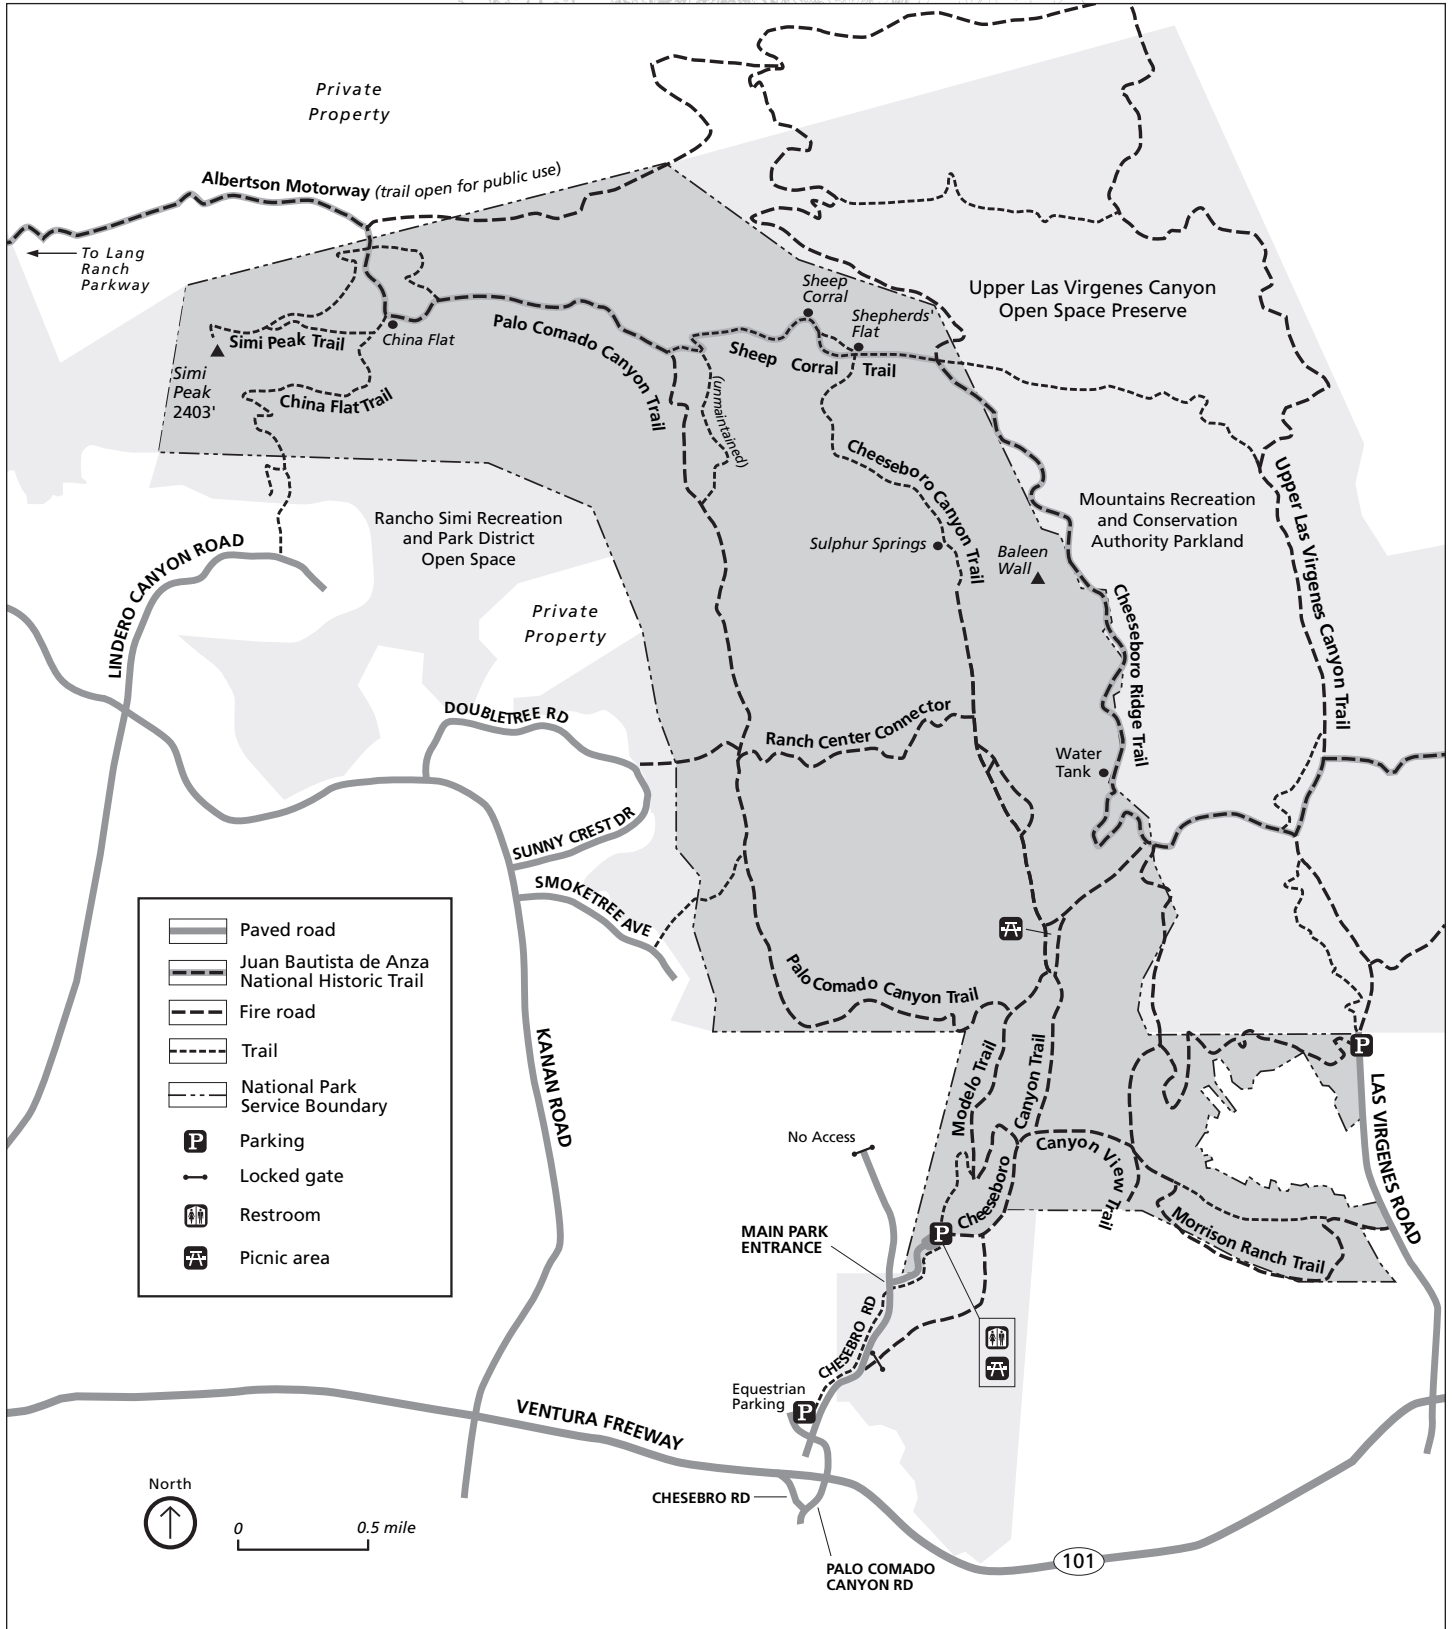 Private
Property
Albertson Motorway (trail open for public use)
To Lang
Ranch
Parkway
Sheep
Corral
Shepherds'
Flat
Upper Las Virgenes Canyon
Open Space Preserve
China Flat
Simi Peak Trail
Palo Comado Canyon Trail
Sheep Corral Trail
Simi
Peak
2403'
China Flat Trail
(unmaintained)
Cheeseboro Canyon Trail
Upper Las Virgenes Canyon Trail
Mountains Recreation
and Conservation
Authority Parkland
Rancho Simi Recreation
and Park District
Open Space
Sulphur Springs
Baleen
Wall
LINDERO CANYON ROAD
Private
Property
Cheeseboro Ridge Trail
DOUBLETREE RD
Ranch Center Connector
Water
Tank
SUNNY CREST DR
SMOKETREE AVE
Paved road
Juan Bautista de Anza
National Historic Trail
Fire road
Trail
National Park
Service Boundary
P Parking
Locked gate
Restroom
Picnic area
Palo Comado Canyon Trail
KANAN ROAD
Modelo Trail
Cheeseboro Canyon Trail
P
LAS VIRGENES ROAD
No Access
Canyon View Trail
Morrison Ranch Trail
MAIN PARK
ENTRANCE
P
CHESEBRO RD
Equestrian
Parking
P
VENTURA FREEWAY
North
CHESEBRO RD
0 0.5 mile
101
PALO COMADO
CANYON RD